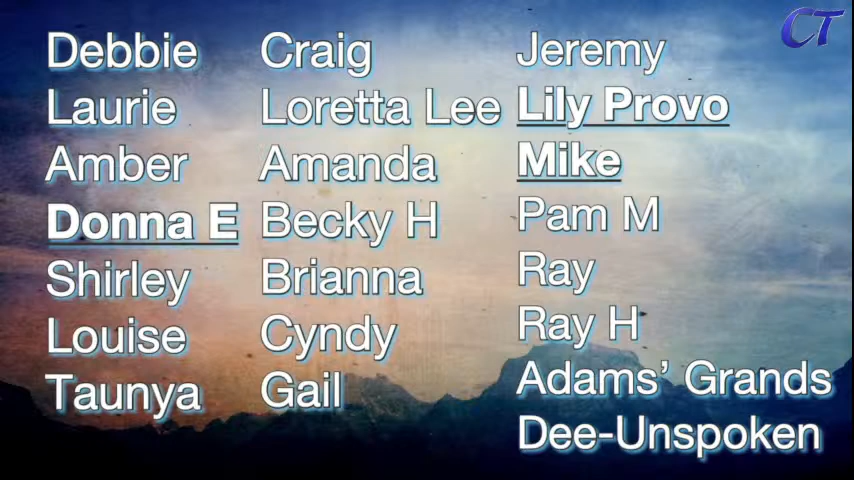 Debbie
Laurie
Amber
Donna E
Shirley
Louise
Taunya
Craig
Loretta Lee
Amanda
Becky H
Brianna
Cyndy
Gail
Jeremy
Lily Provo
Mike
Pam M
Ray
Ray H
Adams' Grands
Dee-Unspoken
CT